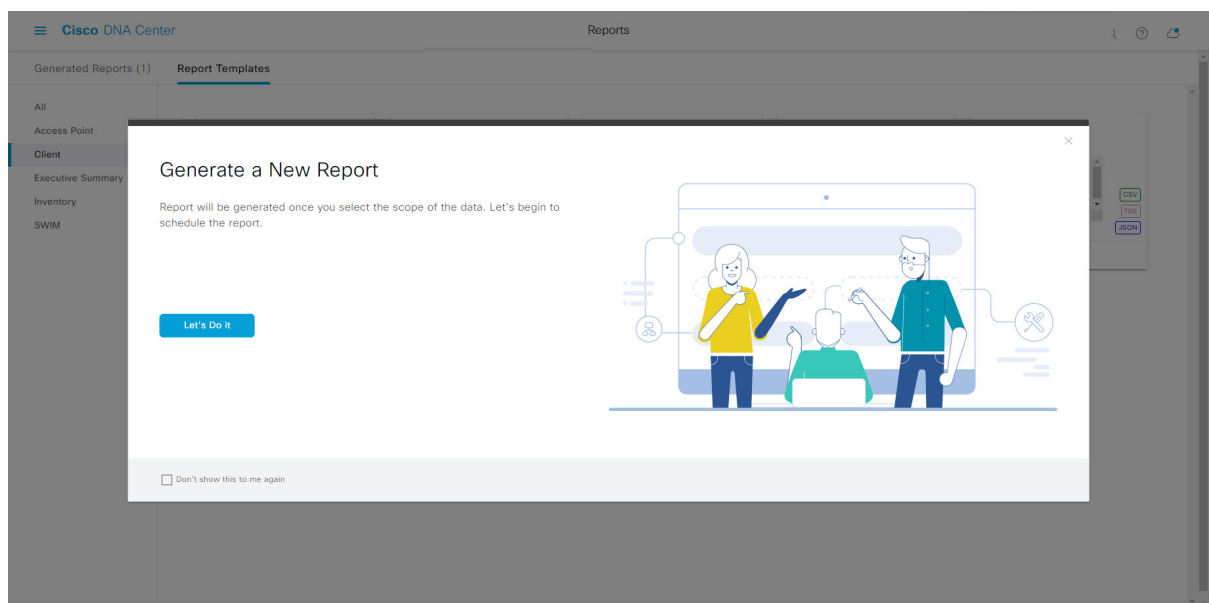 Cisco DNA Center
Reports
Generated Reports (1)
Report Templates
All
Access Point
Client
Executive Summary
Inventory
SWIM
Generate a New Report
Report will be generated once you select the scope of the data. Let's begin to
schedule the report.
Let's Do it
Don't show this to me again
CSV
TDE
JSON